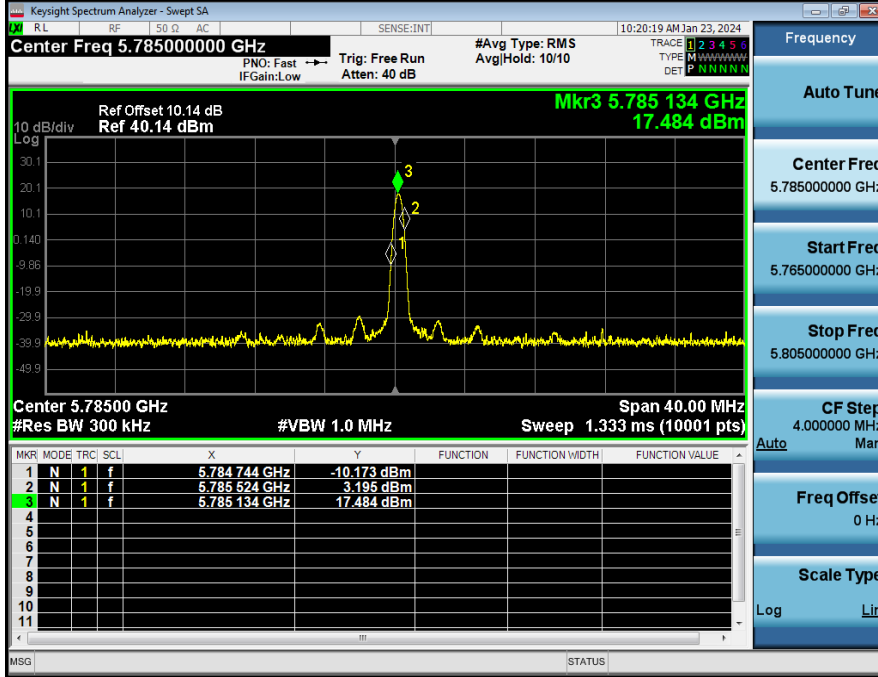 Keysight Spectrum Analyzer - Swept SA
LXI RL RF 50 Ω AC SENSE:INT 10:20:19 AM Jan 23, 2024
Center Freq 5.785000000 GHz
PNO: Fast
IFGain:Low
Trig: Free Run
Atten: 40 dB
#Avg Type: RMS
Avg|Hold: 10/10
TRACE 1 2 3 4 5 6
TYPE M W W W W W
DET P N N N N N
Mkr3 5.785 134 GHz
17.484 dBm
Ref Offset 10.14 dB
10 dB/div Ref 40.14 dBm
Log
30.1
20.1
10.1
0.140
-9.86
-19.9
-29.9
-39.9
-49.9
3
2
1
Center 5.78500 GHz Span 40.00 MHz
#Res BW 300 kHz #VBW 1.0 MHz Sweep 1.333 ms (10001 pts)
MKR MODE TRC SCL X Y FUNCTION FUNCTION WIDTH FUNCTION VALUE
1 N 1 f 5.784 744 GHz -10.173 dBm
2 N 1 f 5.785 524 GHz 3.195 dBm
3 N 1 f 5.785 134 GHz 17.484 dBm
4
5
6
7
8
9
10
11
MSG STATUS
Frequency
Auto Tune
Center Freq
5.785000000 GHz
Start Freq
5.765000000 GHz
Stop Freq
5.805000000 GHz
CF Step
4.000000 MHz
Auto Man
Freq Offset
0 Hz
Scale Type
Log Lin